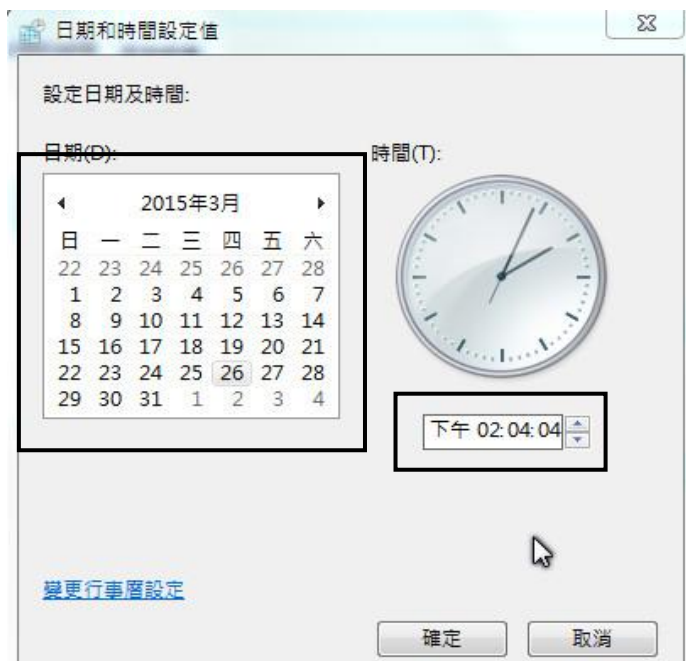 日期和時間設定值
設定日期及時間:
日期(D):
時間(T):
2015年3月
日 一 二 三 四 五 六
22 23 24 25 26 27 28
1 2 3 4 5 6 7
8 9 10 11 12 13 14
15 16 17 18 19 20 21
22 23 24 25 26 27 28
29 30 31 1 2 3 4
下午 02:04:04
變更行事曆設定
確定
取消